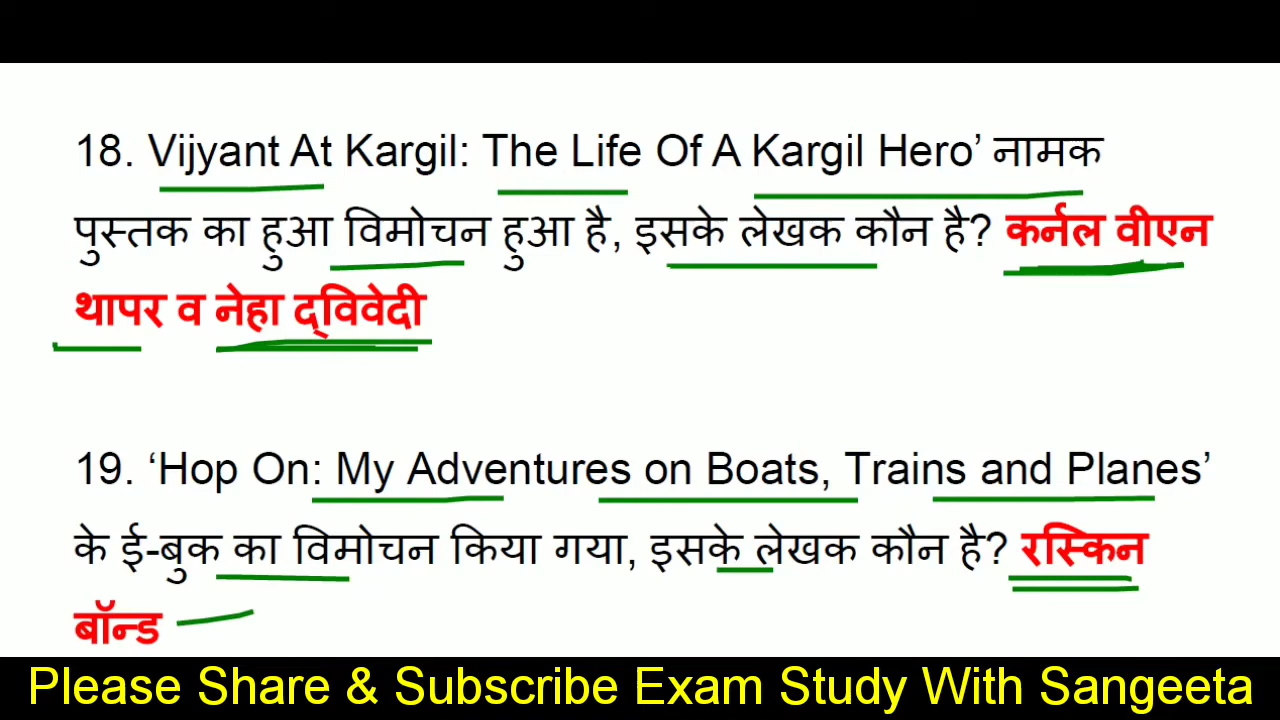 18. Vijyant At Kargil: The Life Of A Kargil Hero’ नामक
पुस्तक का हुआ विमोचन हुआ है, इसके लेखक कौन है? कर्नल वीएन
थापर व नेहा द्‌विवेदी
19. ‘Hop On: My Adventures on Boats, Trains and Planes’
के ई-बुक का विमोचन किया गया, इसके लेखक कौन है? रस्किन
बॉन्ड
Please Share & Subscribe Exam Study With Sangeeta